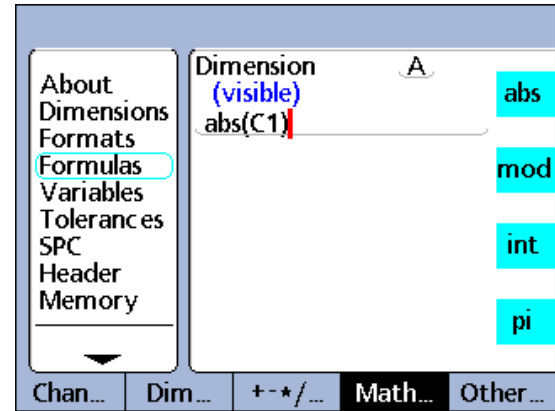 About
Dimensions
Formats
Formulas
Variables
Tolerances
SPC
Header
Memory
Dimension A
(visible)
abs(C1)
abs
mod
int
pi
Chan... Dim... +-*/... Math... Other...